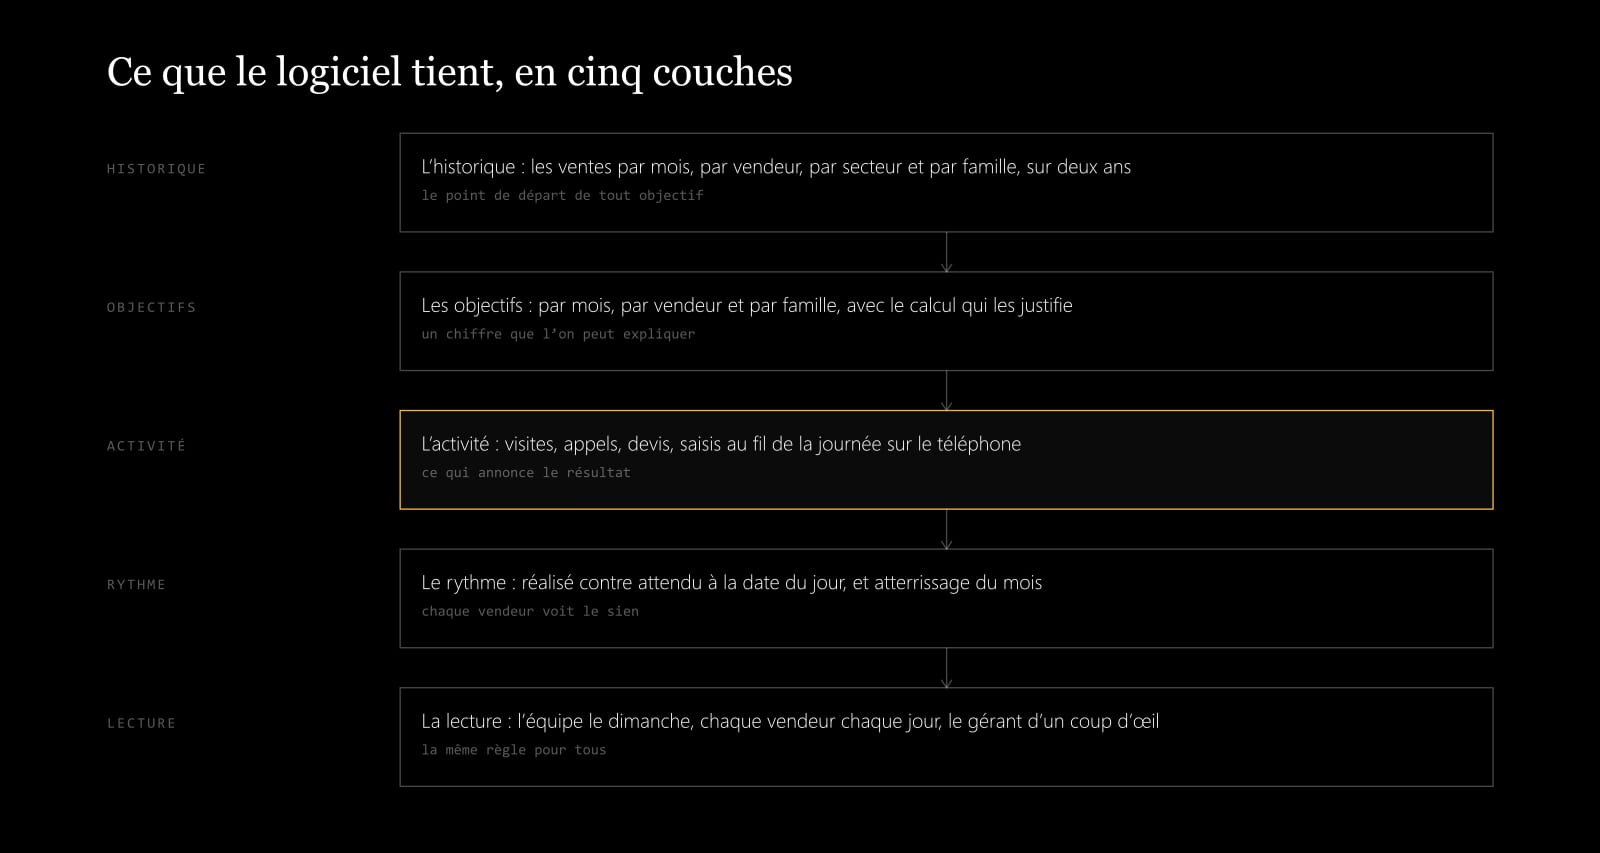 Ce que le logiciel tient, en cinq couches
HISTORIQUE
L’historique : les ventes par mois, par vendeur, par secteur et par famille, sur deux ans
le point de départ de tout objectif
OBJECTIFS
Les objectifs : par mois, par vendeur et par famille, avec le calcul qui les justifie
un chiffre que l’on peut expliquer
ACTIVITÉ
L’activité : visites, appels, devis, saisis au fil de la journée sur le téléphone
ce qui annonce le résultat
RYTHME
Le rythme : réalisé contre attendu à la date du jour, et atterrissage du mois
chaque vendeur voit le sien
LECTURE
La lecture : l’équipe le dimanche, chaque vendeur chaque jour, le gérant d’un coup d’œil
la même règle pour tous